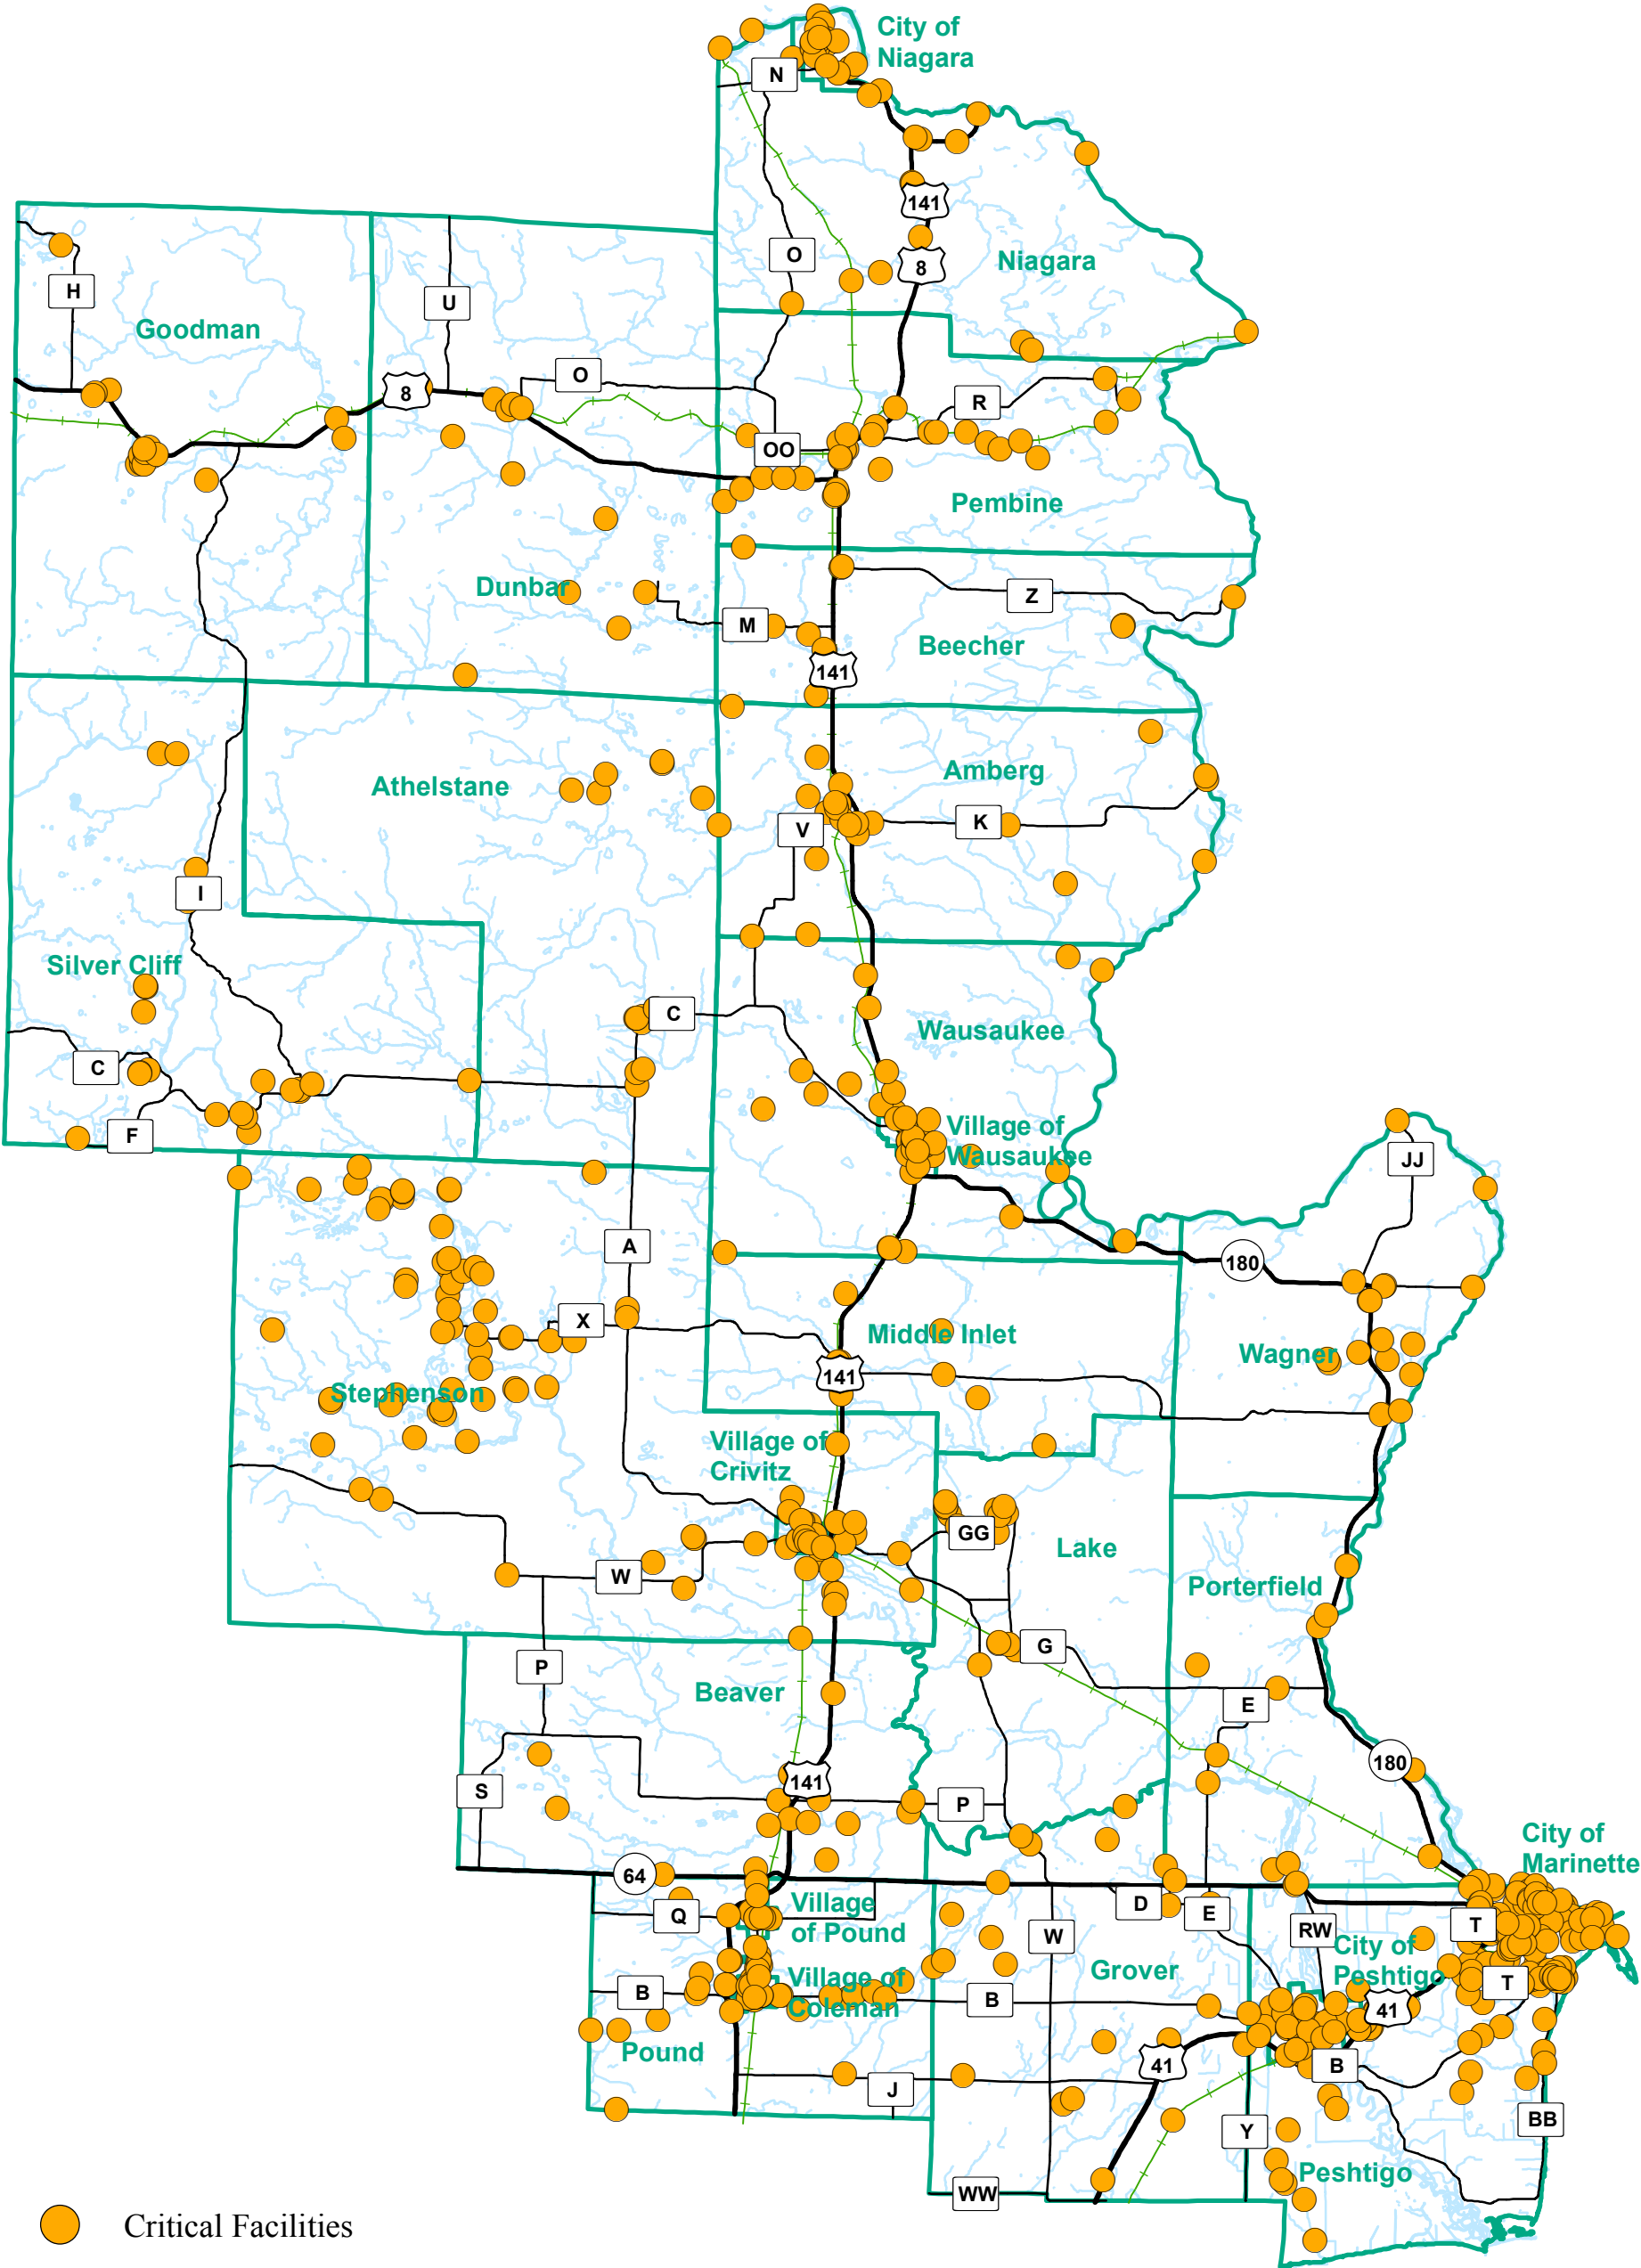 City of
Niagara
N
141
O
8
Niagara
H
U
Goodman
O
8
R
OO
Pembine
Dunbar
Z
M
Beecher
141
Amberg
Athelstane
K
V
I
Silver Cliff
C
Wausaukee
C
F
Village of
Wausaukee
JJ
A
180
X
Middle Inlet
Wagner
141
Stephenson
Village of
Crivitz
GG
Lake
W
Porterfield
G
P
Beaver
E
180
141
S
P
City of
Marinette
64
Village
of Pound
D
E
Q
T
RW
W
City of
Peshtigo
Grover
Village of
Coleman
T
B
B
41
Pound
41
B
J
BB
Y
Peshtigo
WW
Critical Facilities